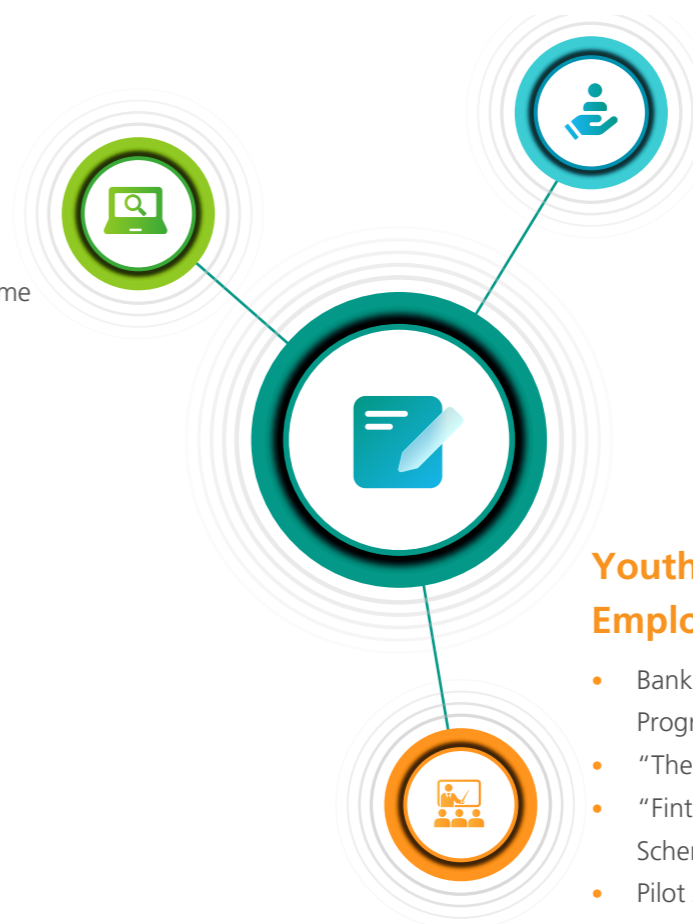 me
Youth
Emplo
• Bank
Progr
• “The
• “Fint
Scher
• Pilot